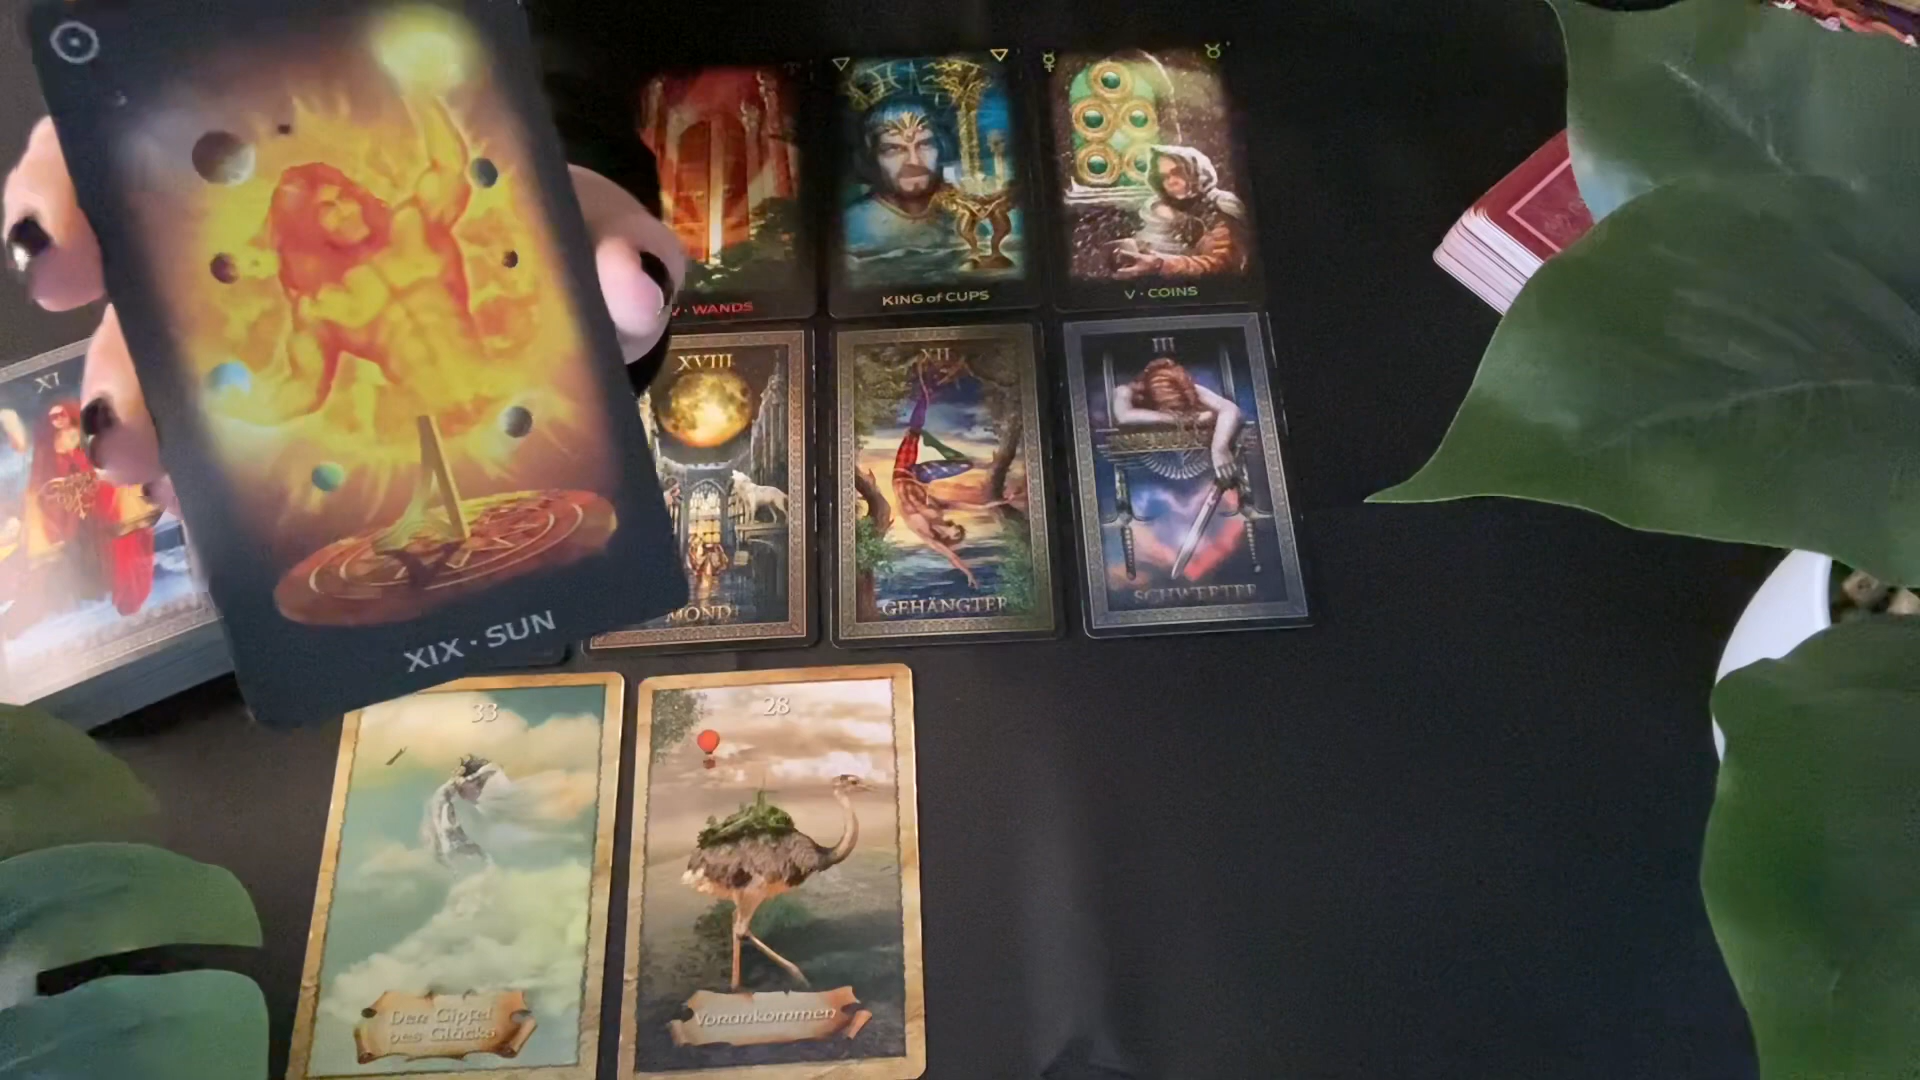 V · WANDS
KING of CUPS
V · COINS
XI
XVIII
MOND
XII
GEHÄNGTER
III
SCHWERTER
XIX · SUN
33
Der Gipfel
des Glücks
28
Vorankommen